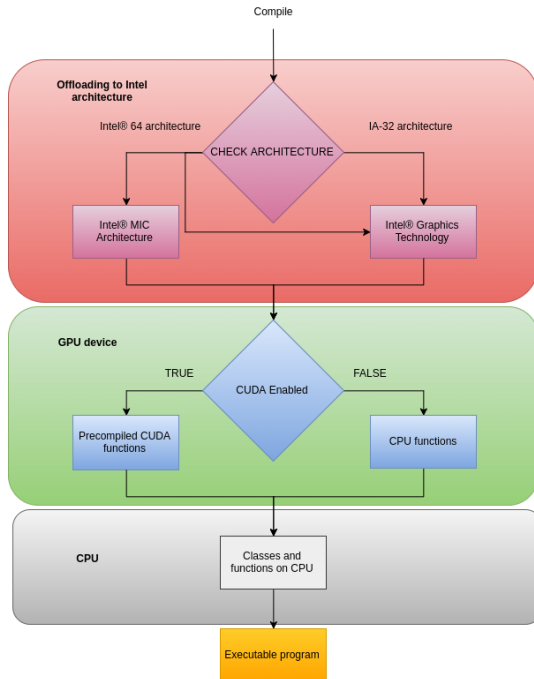 Compile
Offloading to Intel
architecture
Intel® 64 architecture
IA-32 architecture
CHECK ARCHITECTURE
Intel® MIC
Architecture
Intel® Graphics
Technology
GPU device
TRUE
FALSE
CUDA Enabled
Precompiled CUDA
functions
CPU functions
CPU
Classes and
functions on CPU
Executable program